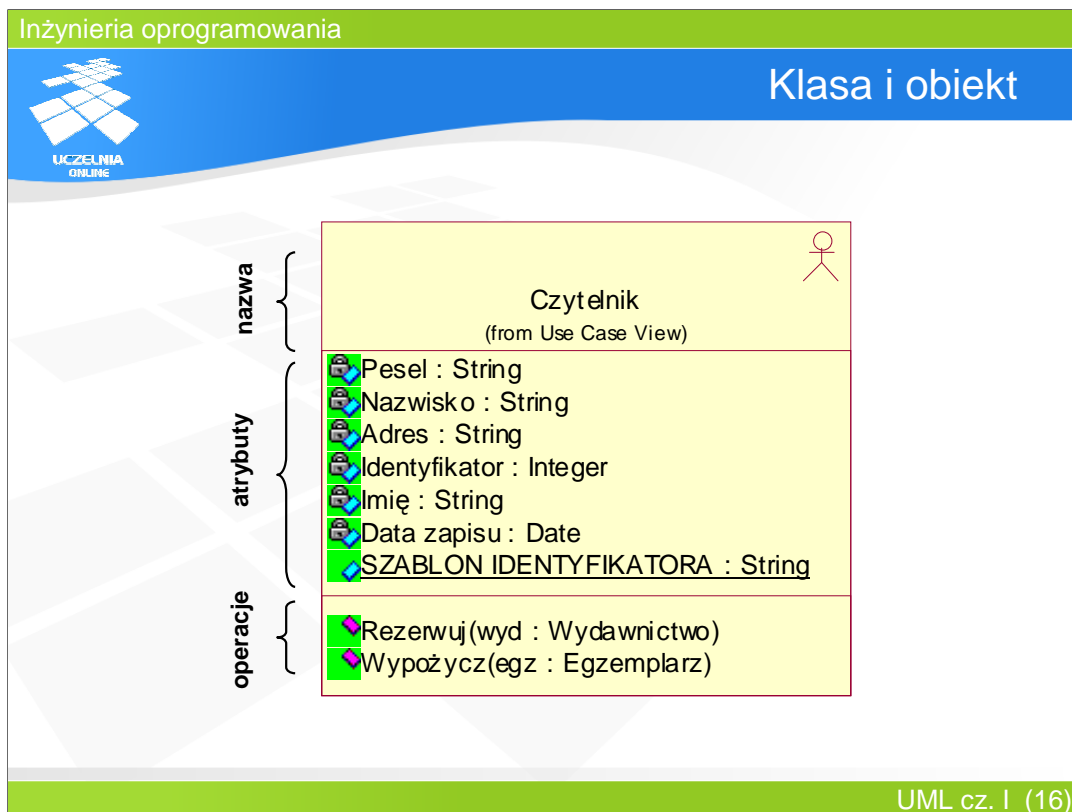 Inżynieria oprogramowania
Klasa i obiekt
UCZELNIA
ONLINE
nazwa
Czytelnik
(from Use Case View)
atrybuty
Pesel : String
Nazwisko : String
Adres : String
Identyfikator : Integer
Imię : String
Data zapisu : Date
SZABLON IDENTYFIKATORA : String
operacje
Rezerwuj(wyd : Wydawnictwo)
Wypożycz(egz : Egzemplarz)
UML cz. I (16)